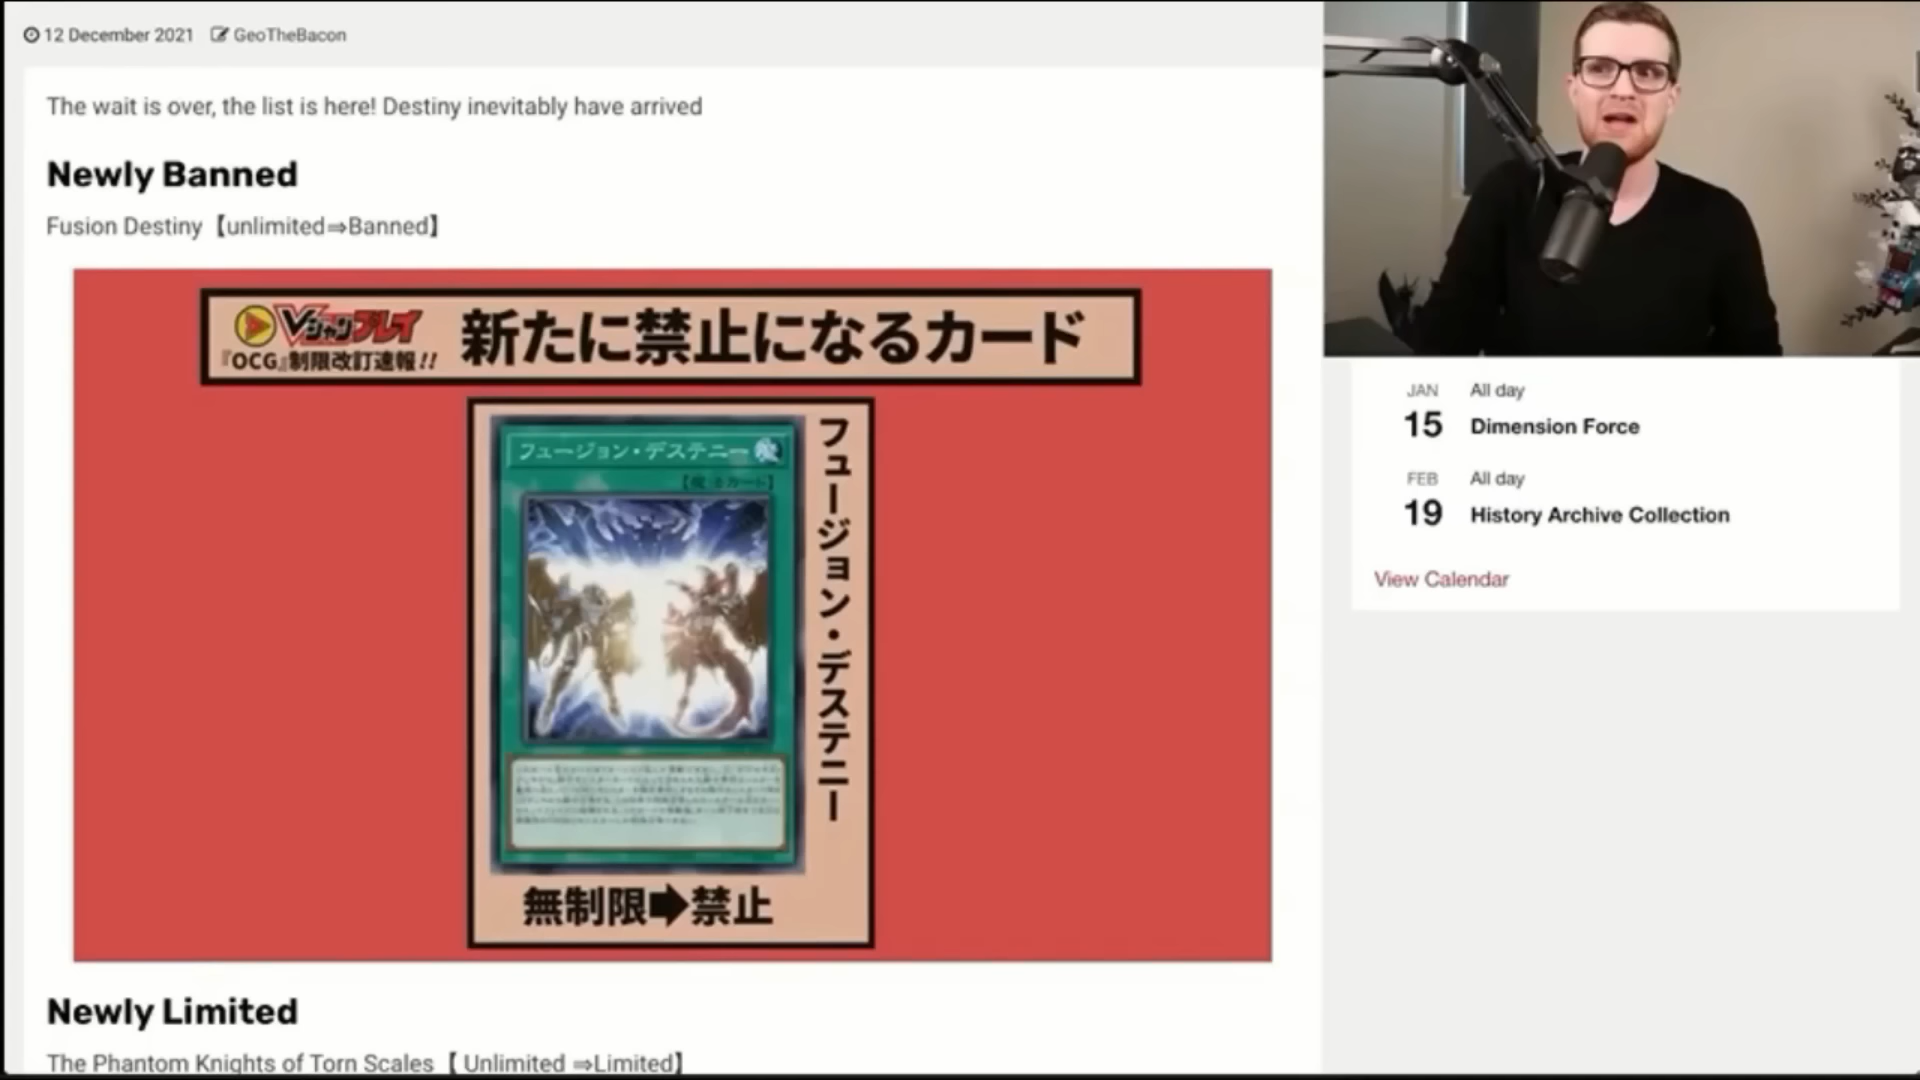 12 December 2021 GeoTheBacon
The wait is over, the list is here! Destiny inevitably have arrived
Newly Banned
Fusion Destiny【unlimited⇒Banned】
Vジャンプレイ
『OCG』制限改訂速報!!
新たに禁止になるカード
フュージョン・デステニー
【魔法カード】
フュージョン・デステニー
無制限➡禁止
Newly Limited
The Phantom Knights of Torn Scales【 Unlimited ⇒Limited】
JAN All day
15 Dimension Force
FEB All day
19 History Archive Collection
View Calendar